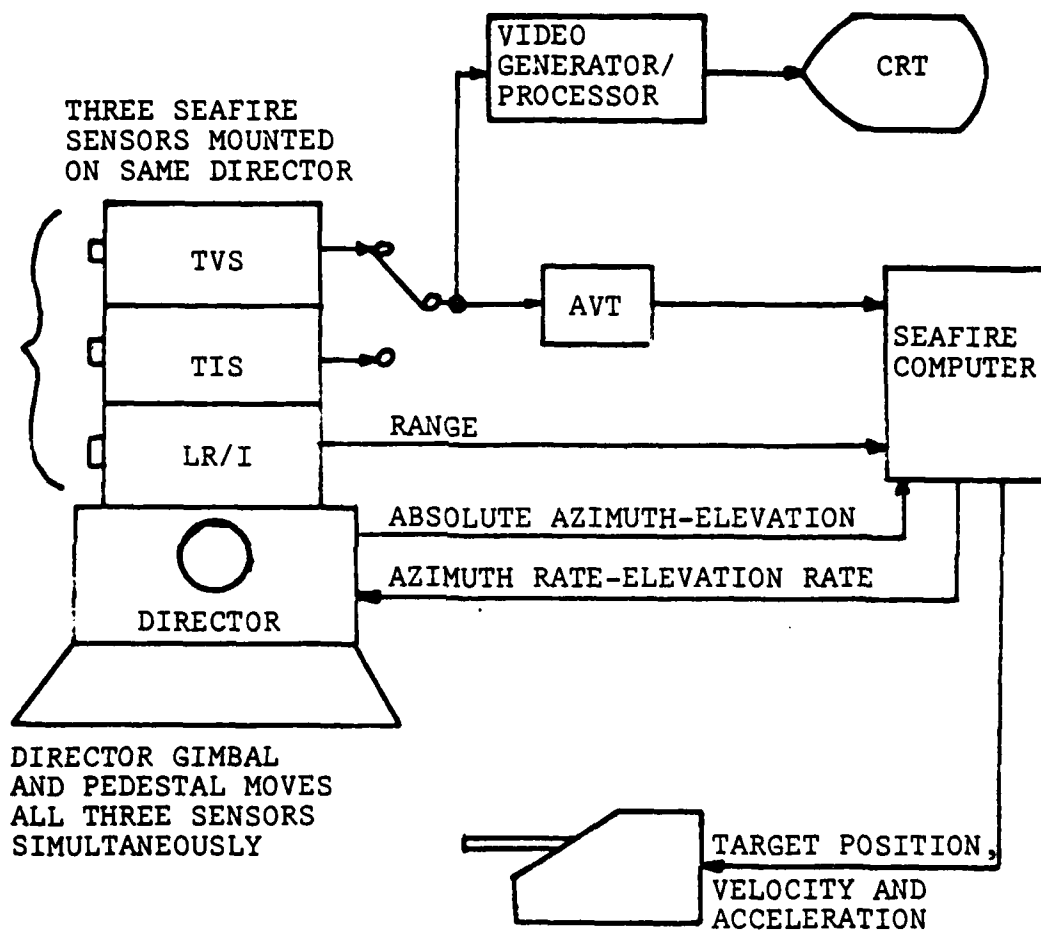 VIDEO
GENERATOR/
PROCESSOR
CRT
THREE SEAFIRE
SENSORS MOUNTED
ON SAME DIRECTOR
TVS
AVT
SEAFIRE
COMPUTER
TIS
RANGE
LR/I
ABSOLUTE AZIMUTH-ELEVATION
AZIMUTH RATE-ELEVATION RATE
DIRECTOR
DIRECTOR GIMBAL
AND PEDESTAL MOVES
ALL THREE SENSORS
SIMULTANEOUSLY
TARGET POSITION,
VELOCITY AND
ACCELERATION